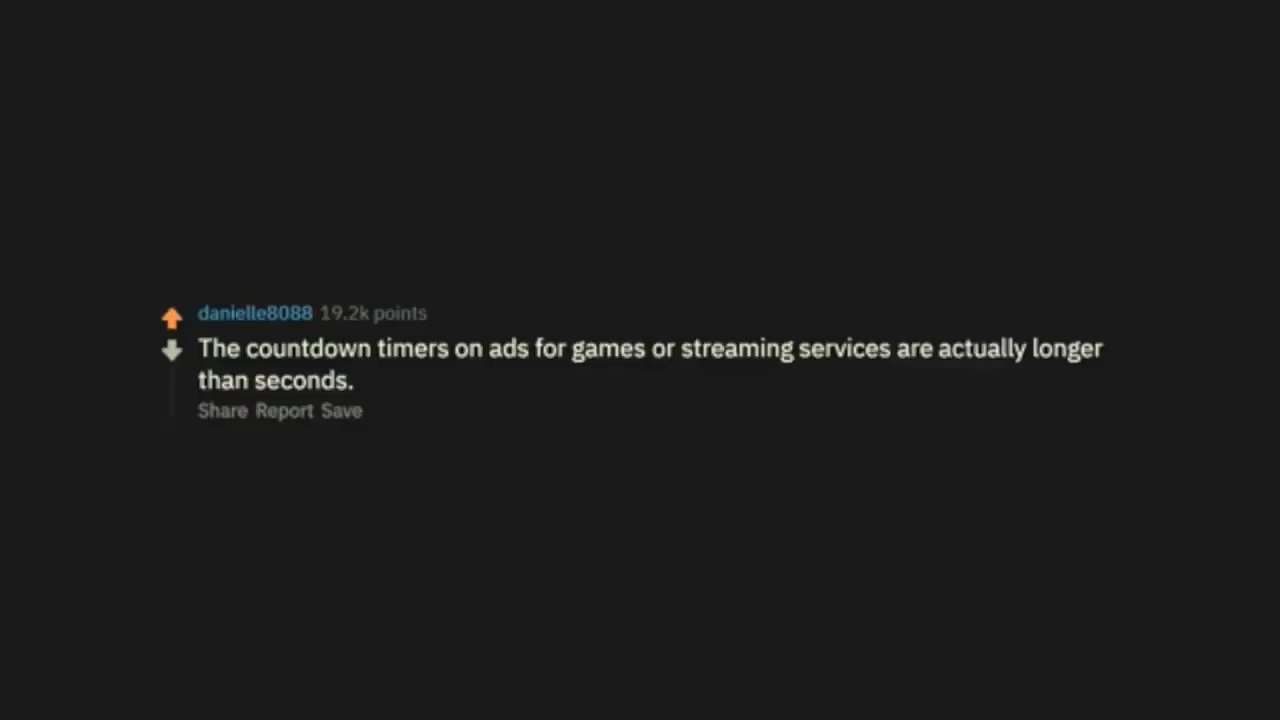 danielle8088 19.2k points
The countdown timers on ads for games or streaming services are actually longer
than seconds.
Share Report Save